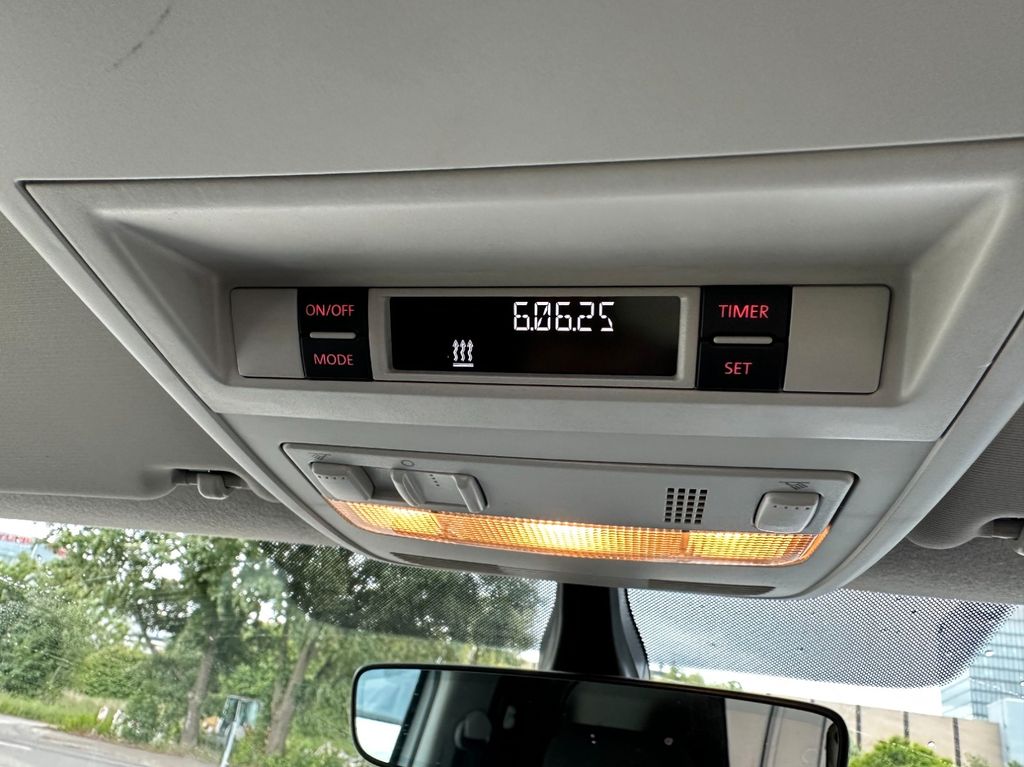 ON/OFF
MODE
6.06.25
TIMER
SET